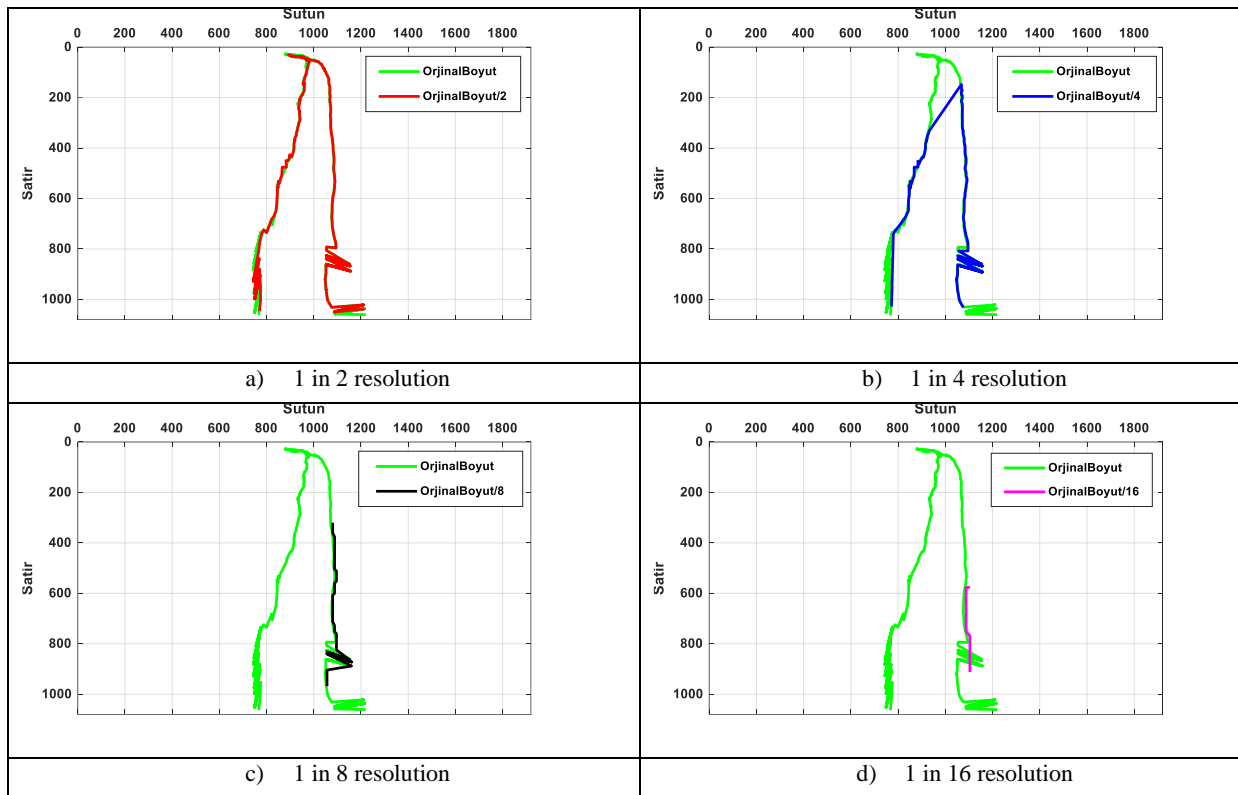 Sutun
0 200 400 600 800 1000 1200 1400 1600 1800
0
200
400
600
800
1000
Satir
OrjinalBoyut
OrjinalBoyut/2
Sutun
0 200 400 600 800 1000 1200 1400 1600 1800
0
200
400
600
800
1000
Satir
OrjinalBoyut
OrjinalBoyut/4
a) 1 in 2 resolution
b) 1 in 4 resolution
Sutun
0 200 400 600 800 1000 1200 1400 1600 1800
0
200
400
600
800
1000
Satir
OrjinalBoyut
OrjinalBoyut/8
Sutun
0 200 400 600 800 1000 1200 1400 1600 1800
0
200
400
600
800
1000
Satir
OrjinalBoyut
OrjinalBoyut/16
c) 1 in 8 resolution
d) 1 in 16 resolution